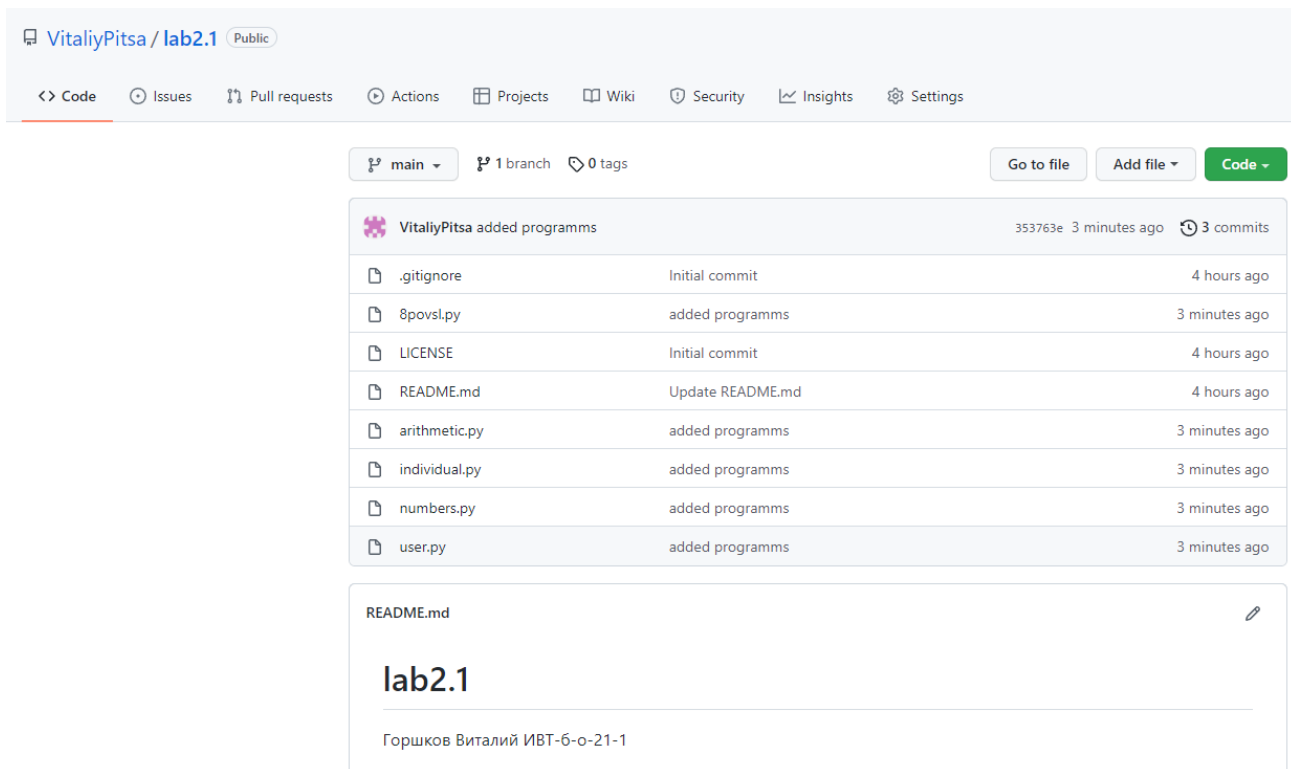 VitaliyPitsa / lab2.1 Public
Code Issues Pull requests Actions Projects Wiki Security Insights Settings
main 1 branch 0 tags Go to file Add file Code
VitaliyPitsa added programms 353763e 3 minutes ago 3 commits
.gitignore Initial commit 4 hours ago
8povsl.py added programms 3 minutes ago
LICENSE Initial commit 4 hours ago
README.md Update README.md 4 hours ago
arithmetic.py added programms 3 minutes ago
individual.py added programms 3 minutes ago
numbers.py added programms 3 minutes ago
user.py added programms 3 minutes ago
README.md
lab2.1
Горшков Виталий ИВТ-б-о-21-1